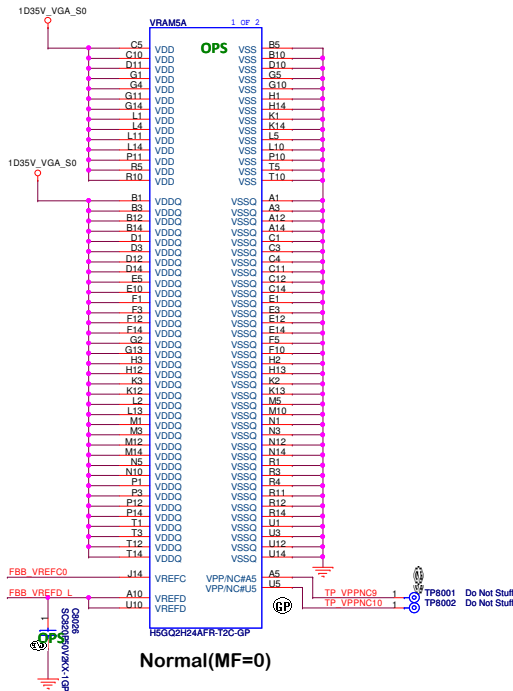 1D35V_VGA_S0
VRAM5A
1 OF 2
OPS
C5 VDD VSS B5
C10 VDD VSS B10
D11 VDD VSS D10
G1 VDD VSS G5
G4 VDD VSS G10
G11 VDD VSS H1
G14 VDD VSS H14
L1 VDD VSS K1
L4 VDD VSS K14
L11 VDD VSS L5
L14 VDD VSS L10
P11 VDD VSS P10
R5 VDD VSS T5
R10 VDD VSS T10
1D35V_VGA_S0
B1 VDDQ VSSQ A1
B3 VDDQ VSSQ A3
B12 VDDQ VSSQ A12
B14 VDDQ VSSQ A14
D1 VDDQ VSSQ C1
D3 VDDQ VSSQ C3
D12 VDDQ VSSQ C4
D14 VDDQ VSSQ C11
E5 VDDQ VSSQ C12
E10 VDDQ VSSQ C14
F1 VDDQ VSSQ E1
F3 VDDQ VSSQ E3
F12 VDDQ VSSQ E12
F14 VDDQ VSSQ E14
G2 VDDQ VSSQ F5
G13 VDDQ VSSQ F10
H3 VDDQ VSSQ H2
H12 VDDQ VSSQ H13
K3 VDDQ VSSQ K2
K12 VDDQ VSSQ K13
L2 VDDQ VSSQ M5
L13 VDDQ VSSQ M10
M1 VDDQ VSSQ N1
M3 VDDQ VSSQ N3
M12 VDDQ VSSQ N12
M14 VDDQ VSSQ N14
N5 VDDQ VSSQ R1
N10 VDDQ VSSQ R3
P1 VDDQ VSSQ R4
P3 VDDQ VSSQ R11
P12 VDDQ VSSQ R12
P14 VDDQ VSSQ R14
T1 VDDQ VSSQ U1
T3 VDDQ VSSQ U3
T12 VDDQ VSSQ U12
T14 VDDQ VSSQ U14
FBB_VREFC0 J14 VREFC VPP/NC#A5 A5
VPP/NC#U5 U5
FBB_VREFD_L A10 VREFD
U10 VREFD
TP_VPPNC9 1 TP8001 Do Not Stuff
TP_VPPNC10 1 TP8002 Do Not Stuff
GP
H5GQ2H24AFR-T2C-GP
1
C8026
OPS
Normal(MF=0)